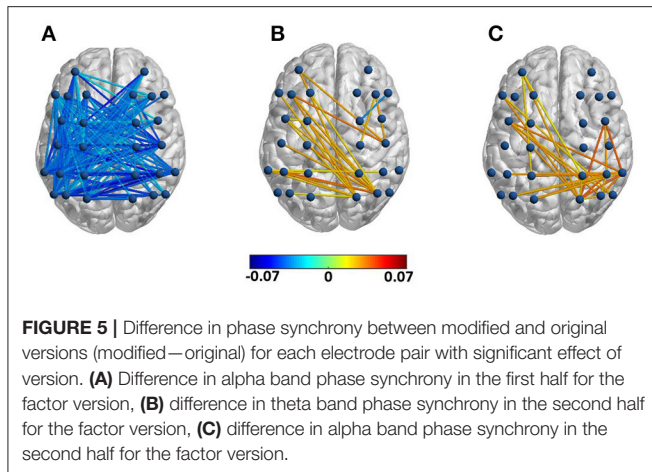 A B C
-0.07 0 0.07
FIGURE 5 | Difference in phase synchrony between modified and original
versions (modified—original) for each electrode pair with significant effect of
version. (A) Difference in alpha band phase synchrony in the first half for the
factor version, (B) difference in theta band phase synchrony in the second half
for the factor version, (C) difference in alpha band phase synchrony in the
second half for the factor version.